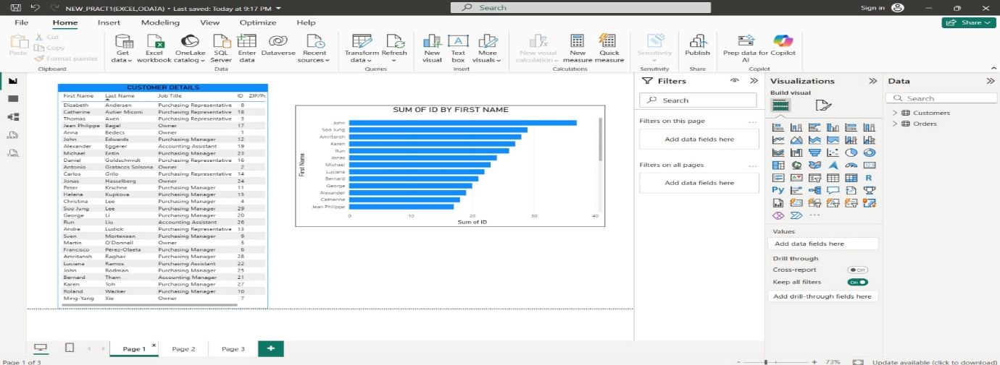 NEW_PRACT1(EXCEL,ODATA) • Last saved: Today at 9:17 PM
Search
Sign in
File Home Insert Modeling View Optimize Help
Share
Paste
Cut
Copy
Format painter
Clipboard
Get data
Excel workbook
OneLake catalog
SQL Server
Enter data
Dataverse
Recent sources
Data
Transform data
Refresh
Queries
New visual
Text box
More visuals
Insert
New visual calculation
New measure
Quick measure
Calculations
Sensitivity
Sensitivity
Publish
Share
Prep data for AI
Copilot
Copilot
CUSTOMER DETAILS
First Name Last Name Job Title ID ZIP/Po
Elizabeth Andersen Purchasing Representative 8
Catherine Autier Miconi Purchasing Representative 18
Thomas Axen Purchasing Representative 3
Jean Philippe Bagel Owner 17
Anna Bedecs Owner 1
John Edwards Purchasing Manager 12
Alexander Eggerer Accounting Assistant 19
Michael Entin Purchasing Manager 23
Daniel Goldschmidt Purchasing Representative 16
Antonio Gratacos Solsona Owner 2
Carlos Grilo Purchasing Representative 14
Jonas Hasselberg Owner 24
Peter Krschne Purchasing Manager 11
Helena Kupkova Purchasing Manager 15
Christina Lee Purchasing Manager 4
Soo Jung Lee Purchasing Manager 29
George Li Purchasing Manager 20
Run Liu Accounting Assistant 26
Andre Ludick Purchasing Representative 13
Sven Mortensen Purchasing Manager 9
Martin O'Donnell Owner 5
Francisco Pérez-Olaeta Purchasing Manager 6
Amritansh Raghav Purchasing Manager 28
Luciana Ramos Purchasing Assistant 22
John Rodman Purchasing Manager 25
Bernard Tham Accounting Manager 21
Karen Toh Purchasing Manager 27
Roland Wacker Purchasing Manager 10
Ming-Yang Xie Owner 7
SUM OF ID BY FIRST NAME
First Name
John
Soo Jung
Amritansh
Karen
Run
Jonas
Michael
Luciana
Bernard
George
Alexander
Catherine
Jean Philippe
0 10 20 30 40
Sum of ID
Filters
Search
Filters on this page ...
Add data fields here
Filters on all pages ...
Add data fields here
Visualizations
Build visual
123
R
Py
...
Values
Add data fields here
Drill through
Cross-report Off
Keep all filters On
Add drill-through fields here
Data
Search
Customers
Orders
TMDL
Page 1 Page 2 Page 3
Page 1 of 3
73%
Update available (click to download)